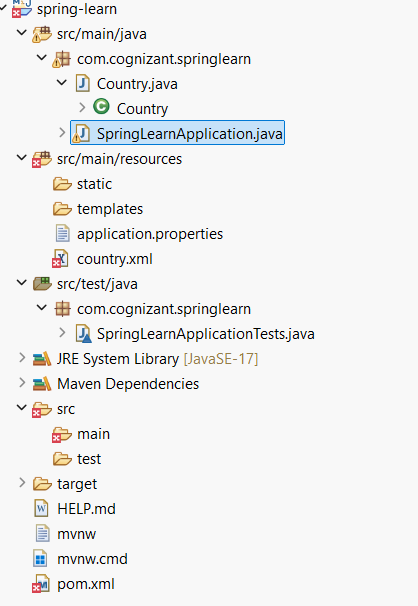 spring-learn
src/main/java
com.cognizant.springlearn
Country.java
Country
SpringLearnApplication.java
src/main/resources
static
templates
application.properties
country.xml
src/test/java
com.cognizant.springlearn
SpringLearnApplicationTests.java
JRE System Library [JavaSE-17]
Maven Dependencies
src
main
test
target
HELP.md
mvnw
mvnw.cmd
pom.xml